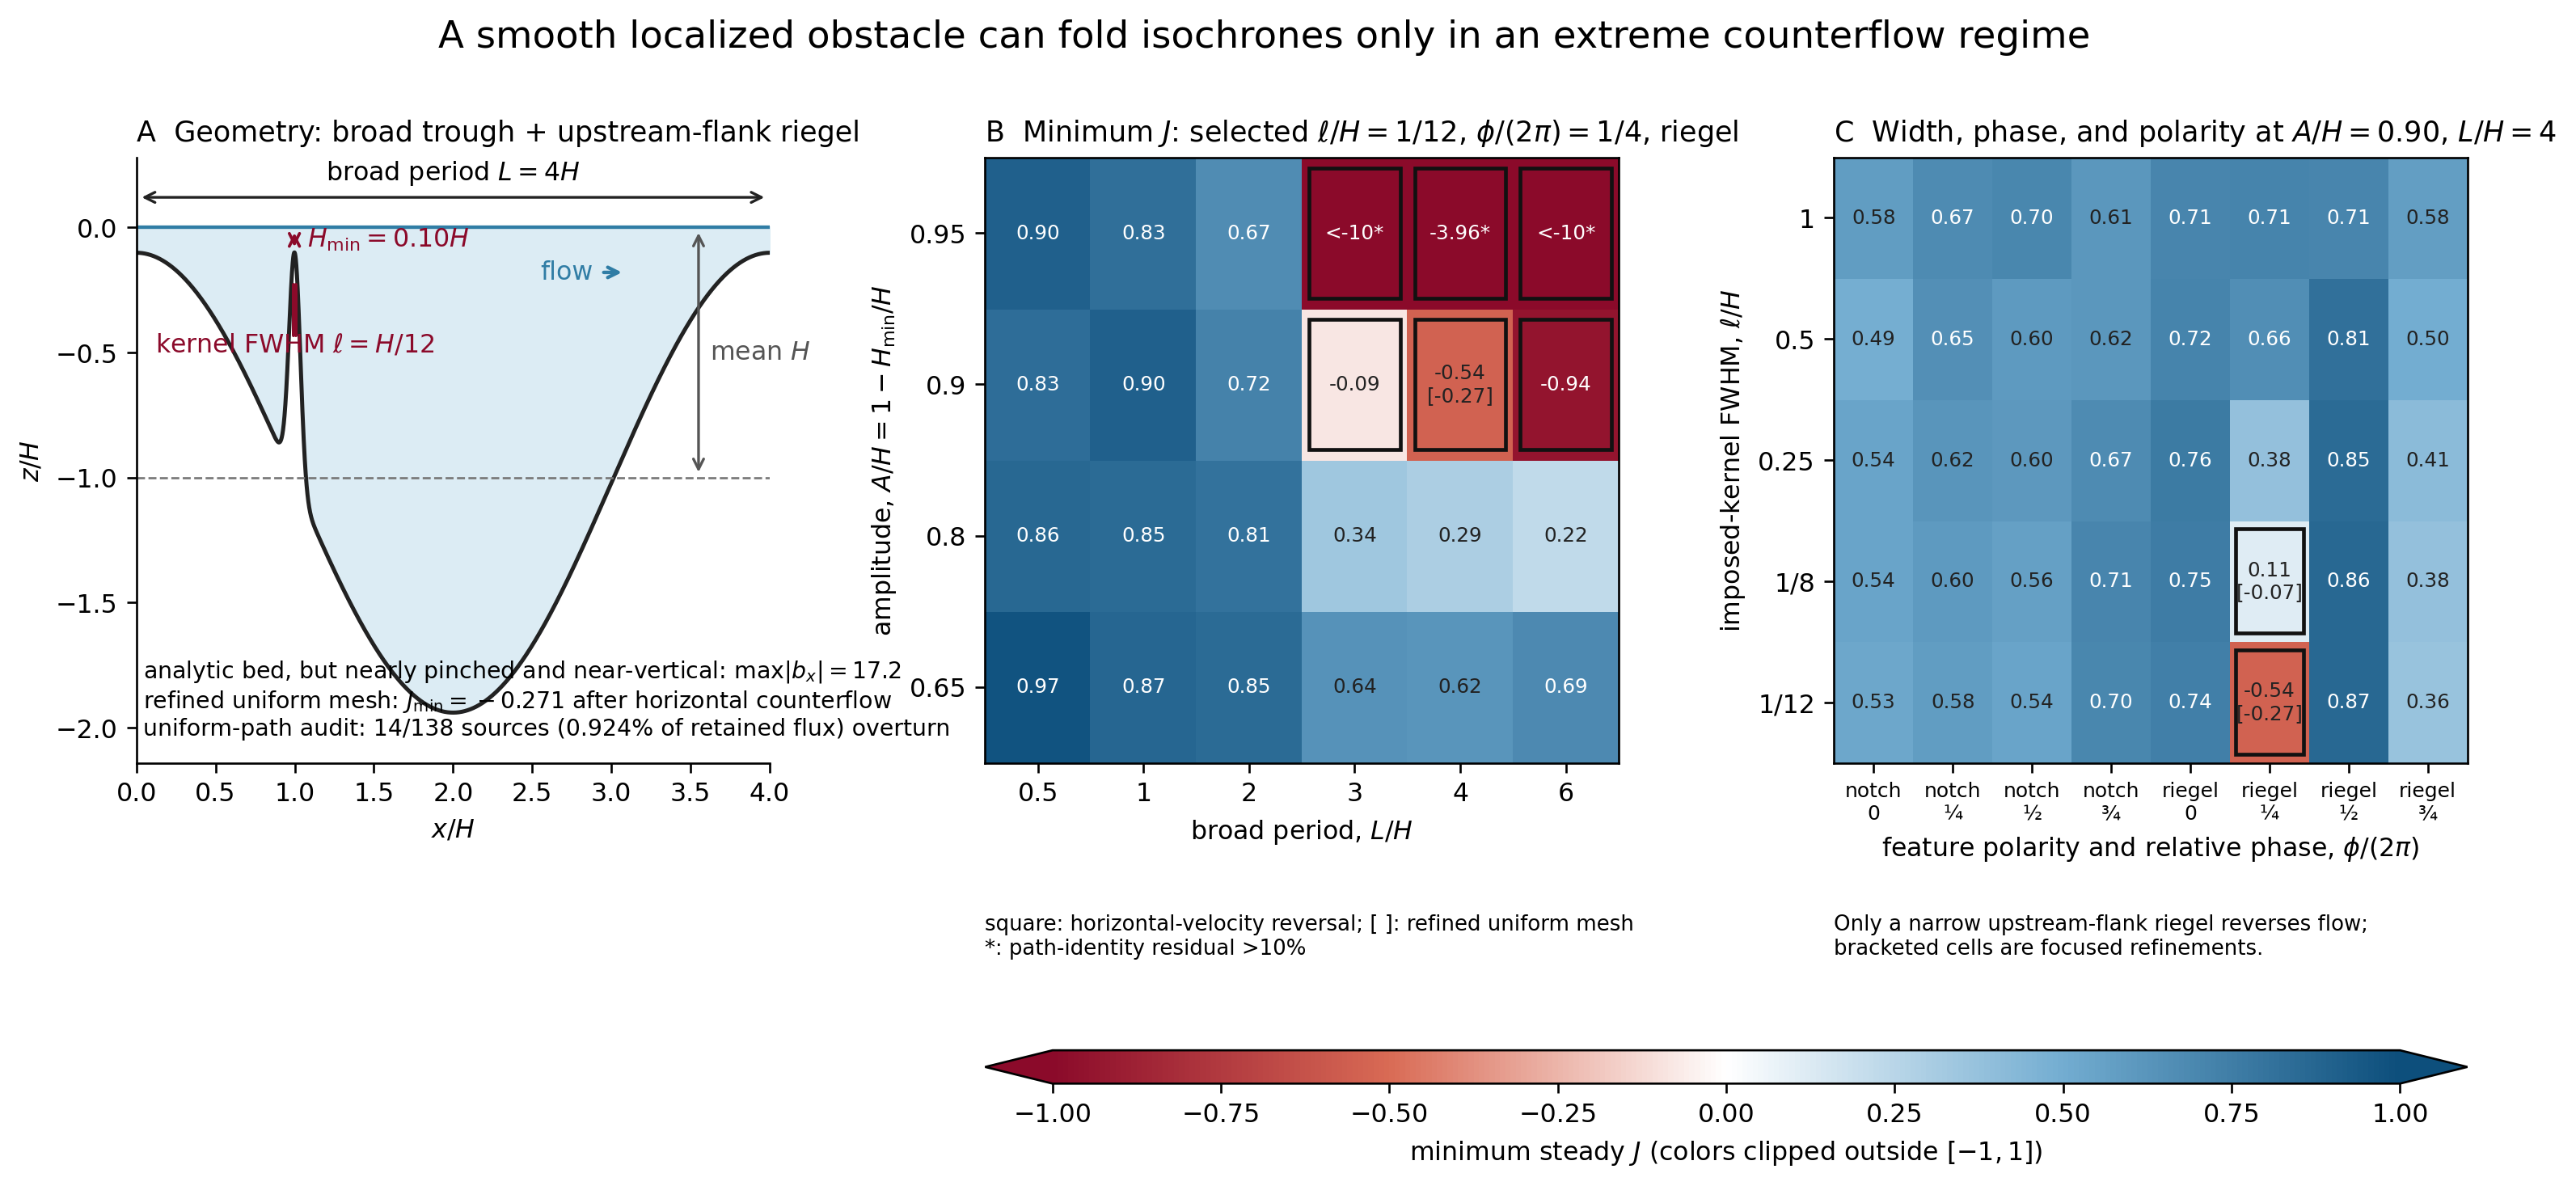 A smooth localized obstacle can fold isochrones only in an extreme counterflow regime
A Geometry: broad trough + upstream-flank riegel
broad period L = 4H
H_min = 0.10H
flow
kernel FWHM ℓ = H/12
mean H
analytic bed, but nearly pinched and near-vertical: max|b_x| = 17.2
refined uniform mesh: J_min = −0.271 after horizontal counterflow
uniform-path audit: 14/138 sources (0.924% of retained flux) overturn
z/H
0.0
−0.5
−1.0
−1.5
−2.0
0.0 0.5 1.0 1.5 2.0 2.5 3.0 3.5 4.0
x/H
B Minimum J: selected ℓ/H = 1/12, ϕ/(2π) = 1/4, riegel
amplitude, A/H = 1 − H_min/H
0.95 0.90 0.83 0.67 <-10* -3.96* <-10*
0.9 0.83 0.90 0.72 -0.09 -0.54 [-0.27] -0.94
0.8 0.86 0.85 0.81 0.34 0.29 0.22
0.65 0.97 0.87 0.85 0.64 0.62 0.69
0.5 1 2 3 4 6
broad period, L/H
square: horizontal-velocity reversal; [ ]: refined uniform mesh
*: path-identity residual >10%
C Width, phase, and polarity at A/H = 0.90, L/H = 4
imposed-kernel FWHM, ℓ/H
1 0.58 0.67 0.70 0.61 0.71 0.71 0.71 0.58
0.5 0.49 0.65 0.60 0.62 0.72 0.66 0.81 0.50
0.25 0.54 0.62 0.60 0.67 0.76 0.38 0.85 0.41
1/8 0.54 0.60 0.56 0.71 0.75 0.11 [-0.07] 0.86 0.38
1/12 0.53 0.58 0.54 0.70 0.74 -0.54 [-0.27] 0.87 0.36
notch notch notch notch riegel riegel riegel riegel
0 ¼ ½ ¾ 0 ¼ ½ ¾
feature polarity and relative phase, ϕ/(2π)
Only a narrow upstream-flank riegel reverses flow;
bracketed cells are focused refinements.
−1.00 −0.75 −0.50 −0.25 0.00 0.25 0.50 0.75 1.00
minimum steady J (colors clipped outside [−1, 1])